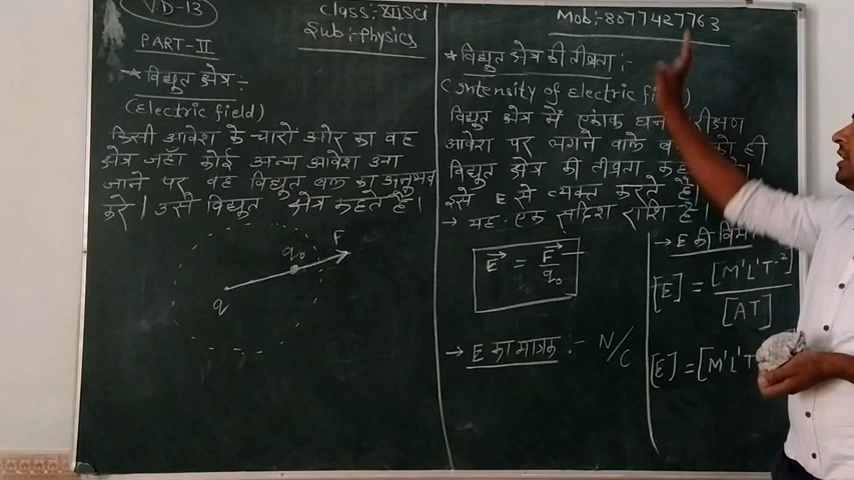 VD-13
Class:-XII Sci
Sub:-Physics
Mob:-8077427763
PART-II
★ विद्युत क्षेत्र:-
(Electric field)
किसी आवेश के चारों ओर का वह
क्षेत्र जहाँ कोई अन्य आवेश
जाने पर वह विद्युत बल का अनुभव
करे। उसे विद्युत क्षेत्र कहते हैं।
q
q₀
F
★ विद्युत क्षेत्र की तीव्रता:-
(Intensity of Electric field)
विद्युत क्षेत्र में एकांक
आवेश पर लगने वाले को ही
विद्युत क्षेत्र की तीव्रता
इसे E से व्यक्त करते हैं।
→ यह एक सदिश राशि है।
E = F/q₀
→ E का मात्रक:- N/C
→ E की
[E] = [M¹L¹T⁻²]/[AT]
[E] = [M¹L¹T